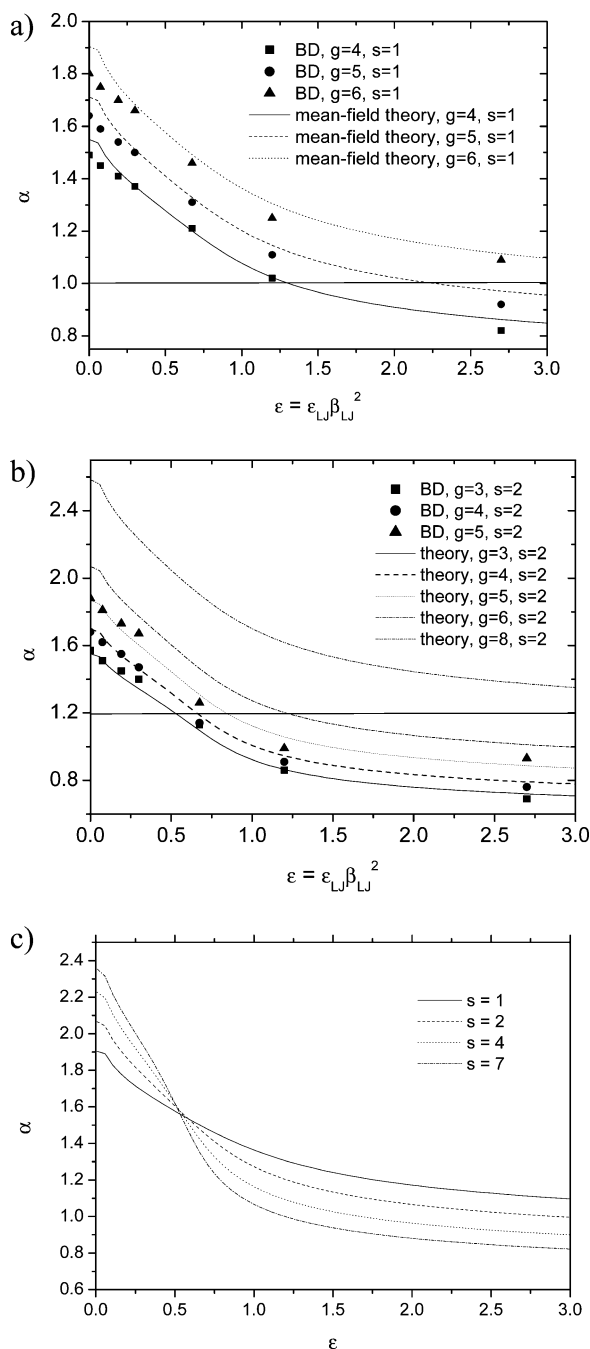 a)
2.0
1.8
1.6
1.4
1.2
1.0
0.8
α
BD, g=4, s=1
BD, g=5, s=1
BD, g=6, s=1
mean-field theory, g=4, s=1
mean-field theory, g=5, s=1
mean-field theory, g=6, s=1
0.0 0.5 1.0 1.5 2.0 2.5 3.0
ε = ε_LJ β_LJ^2
b)
2.4
2.0
1.6
1.2
0.8
α
BD, g=3, s=2
BD, g=4, s=2
BD, g=5, s=2
theory, g=3, s=2
theory, g=4, s=2
theory, g=5, s=2
theory, g=6, s=2
theory, g=8, s=2
0.0 0.5 1.0 1.5 2.0 2.5 3.0
ε = ε_LJ β_LJ^2
c)
2.4
2.2
2.0
1.8
1.6
1.4
1.2
1.0
0.8
0.6
α
s = 1
s = 2
s = 4
s = 7
0.0 0.5 1.0 1.5 2.0 2.5 3.0
ε